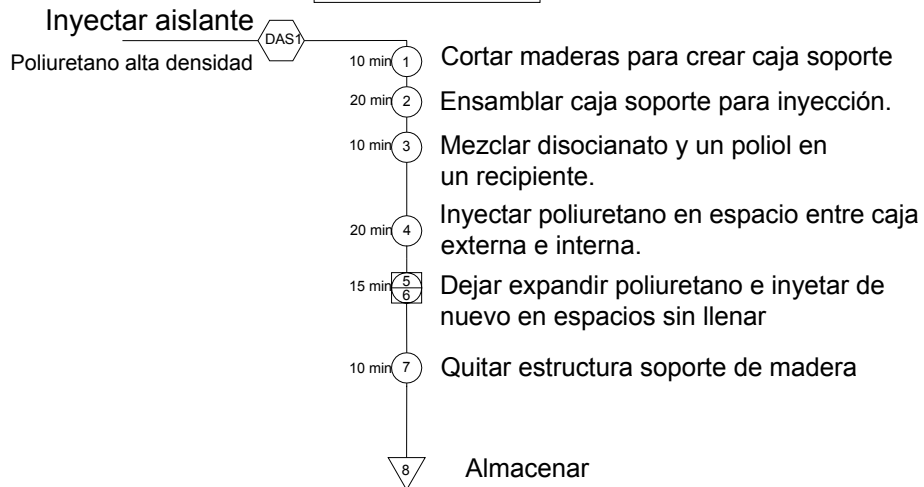 Inyectar aislante
DAS1
Poliuretano alta densidad
10 min 1 Cortar maderas para crear caja soporte
20 min 2 Ensamblar caja soporte para inyección.
10 min 3 Mezclar disocianato y un poliol en
un recipiente.
Inyectar poliuretano en espacio entre caja
20 min 4 externa e interna.
15 min 5 Dejar expandir poliuretano e inyetar de
6 nuevo en espacios sin llenar
10 min 7 Quitar estructura soporte de madera
8 Almacenar